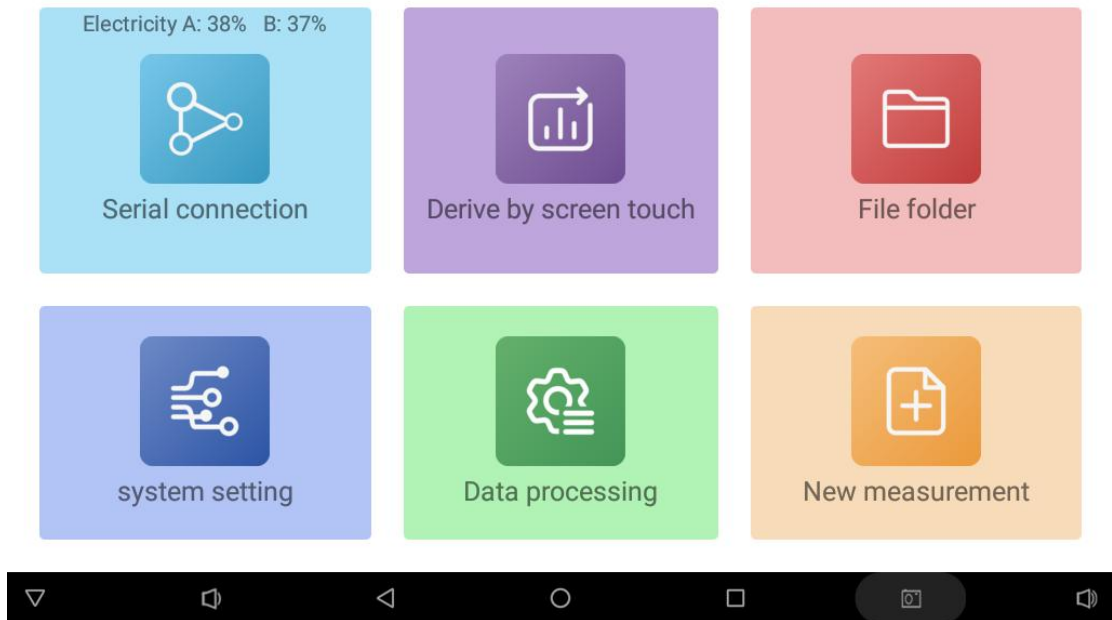 Electricity A: 38% B: 37%
Serial connection
Derive by screen touch
File folder
system setting
Data processing
New measurement